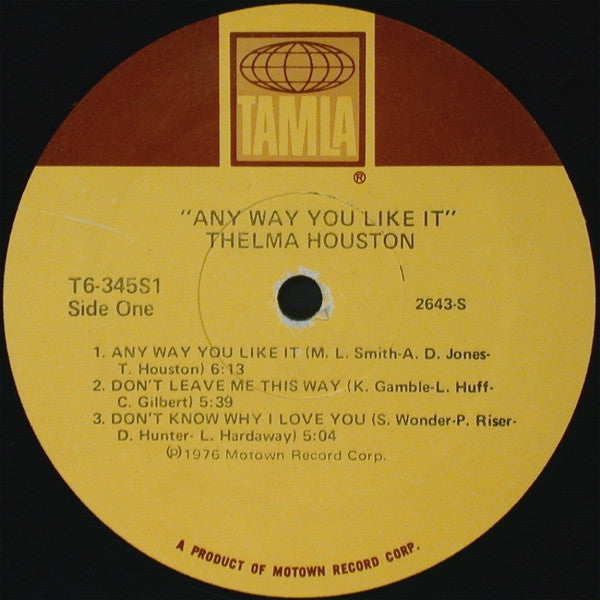 TAMLA
®
"ANY WAY YOU LIKE IT"
THELMA HOUSTON
T6-345S1
Side One
2643-S
1. ANY WAY YOU LIKE IT (M. L. Smith-A. D. Jones-
T. Houston) 6:13
2. DON'T LEAVE ME THIS WAY (K. Gamble-L. Huff-
C. Gilbert) 5:39
3. DON'T KNOW WHY I LOVE YOU (S. Wonder-P. Riser-
D. Hunter- L. Hardaway) 5:04
℗1976 Motown Record Corp.
A PRODUCT OF MOTOWN RECORD CORP.